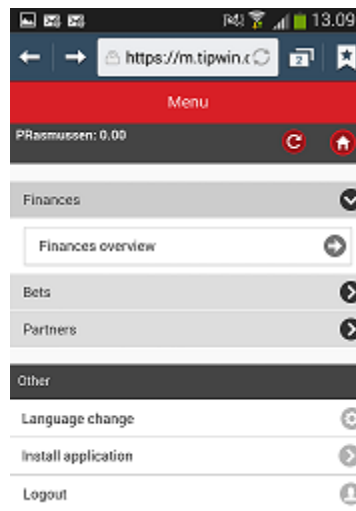 13.09
https://m.tipwin.c
2
Menu
PRasmussen: 0.00
Finances
Finances overview
Bets
Partners
Other
Language change
Install application
Logout